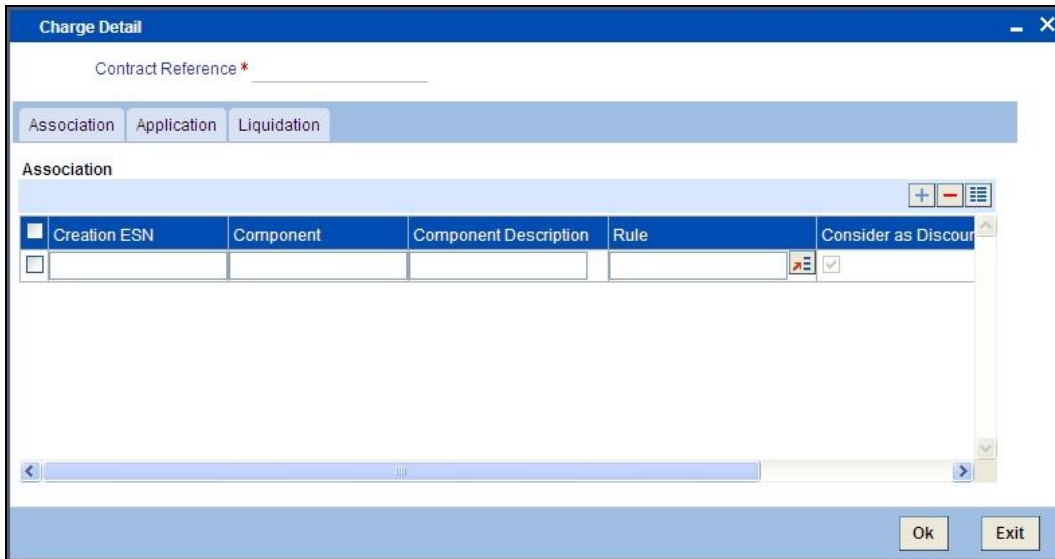 Charge Detail
Contract Reference *
Association Application Liquidation
Association
Creation ESN Component Component Description Rule Consider as Discour
Ok Exit